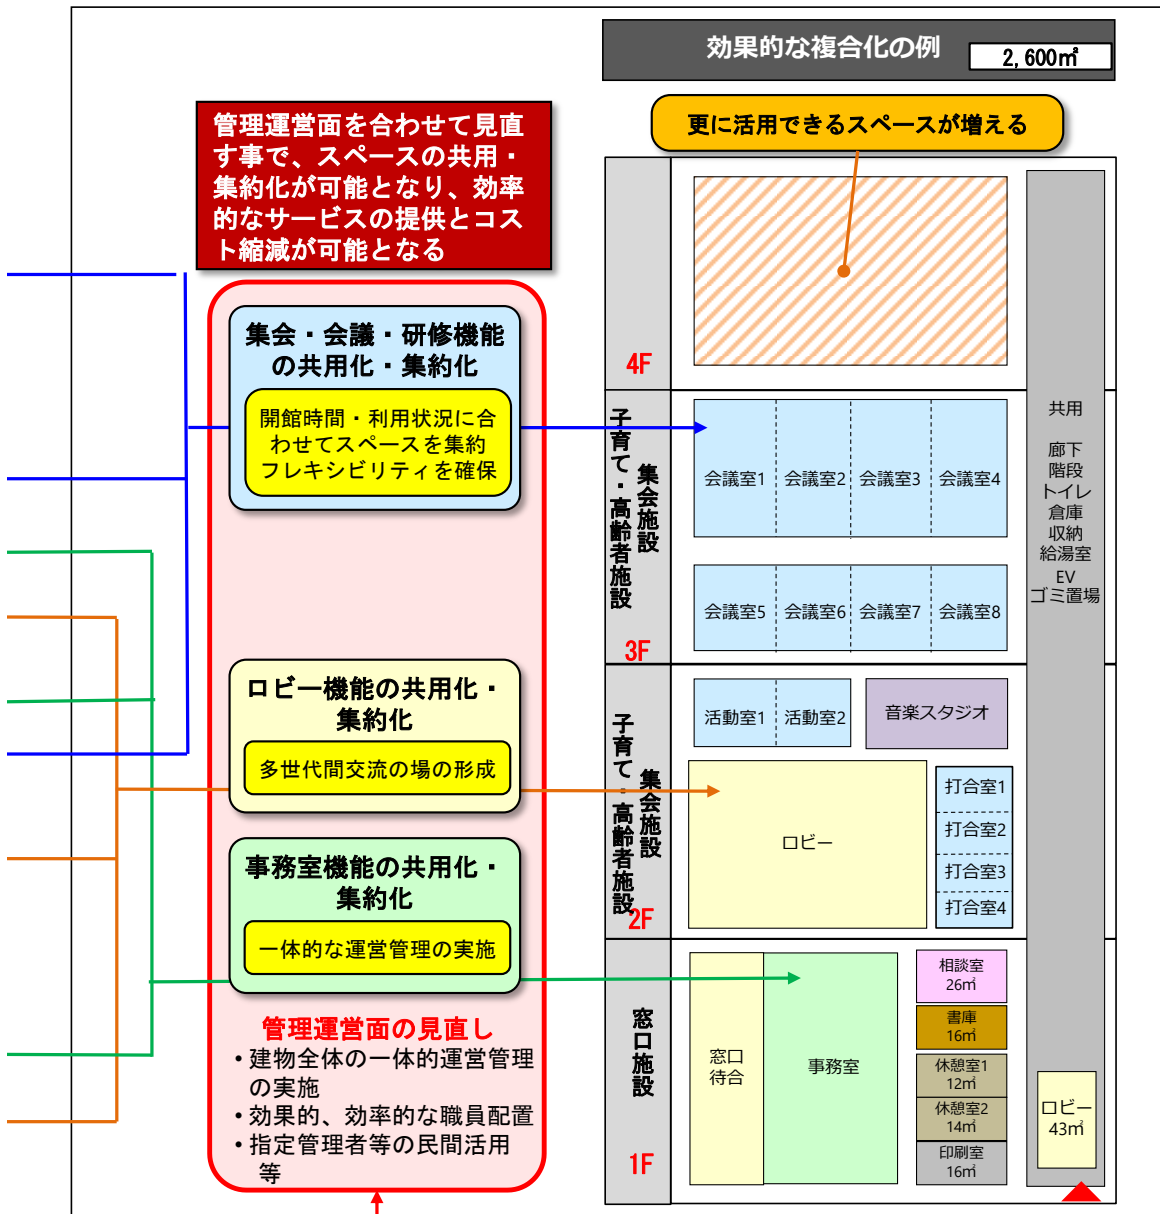 効果的な複合化の例
2,600㎡
管理運営面を合わせて見直
す事で、スペースの共用・
集約化が可能となり、効率
的なサービスの提供とコス
ト縮減が可能となる
更に活用できるスペースが増える
集会・会議・研修機能
の共用化・集約化
開館時間・利用状況に合
わせてスペースを集約
フレキシビリティを確保
ロビー機能の共用化・
集約化
多世代間交流の場の形成
事務室機能の共用化・
集約化
一体的な運営管理の実施
管理運営面の見直し
・建物全体の一体的運営管理
の実施
・効果的、効率的な職員配置
・指定管理者等の民間活用
等
4F
子育て・高齢者施設
集会施設
3F
会議室1
会議室2
会議室3
会議室4
会議室5
会議室6
会議室7
会議室8
子育て・高齢者施設
集会施設
2F
活動室1
活動室2
音楽スタジオ
ロビー
打合室1
打合室2
打合室3
打合室4
窓口施設
1F
窓口
待合
事務室
相談室
26㎡
書庫
16㎡
休憩室1
12㎡
休憩室2
14㎡
印刷室
16㎡
共用
廊下
階段
トイレ
倉庫
収納
給湯室
EV
ゴミ置場
ロビー
43㎡